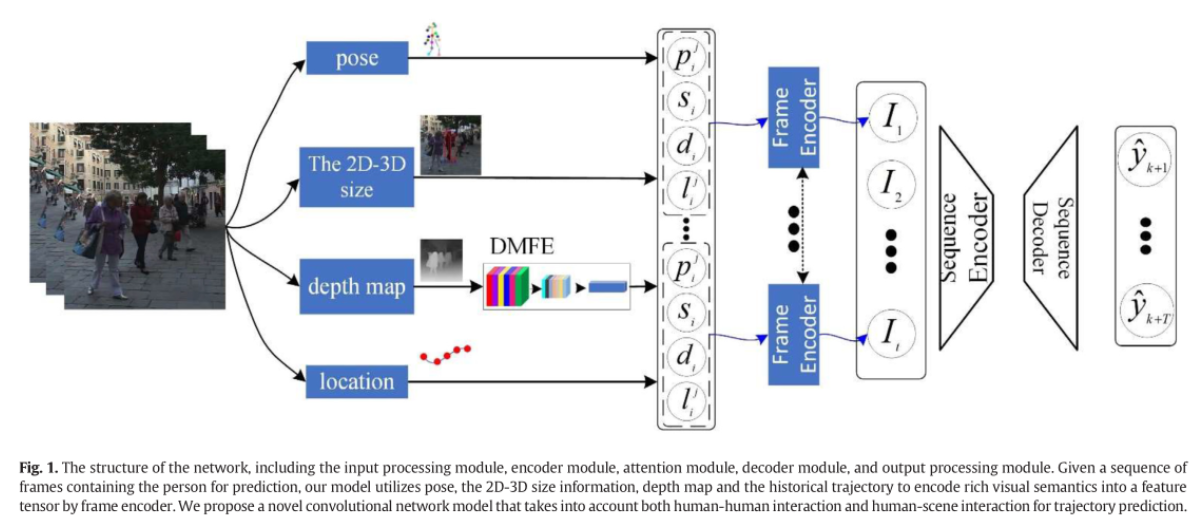 pose
The 2D-3D
size
depth map
DMFE
location
p_i^j
s_i
d_i
l_i^j
p_i^j
s_i
d_i
l_i^j
Frame
Encoder
Frame
Encoder
I_1
I_2
I_i
Sequence
Encoder
Sequence
Decoder
ŷ_{k+1}
ŷ_{k+T}
Fig. 1. The structure of the network, including the input processing module, encoder module, attention module, decoder module, and output processing module. Given a sequence of
frames containing the person for prediction, our model utilizes pose, the 2D-3D size information, depth map and the historical trajectory to encode rich visual semantics into a feature
tensor by frame encoder. We propose a novel convolutional network model that takes into account both human-human interaction and human-scene interaction for trajectory prediction.